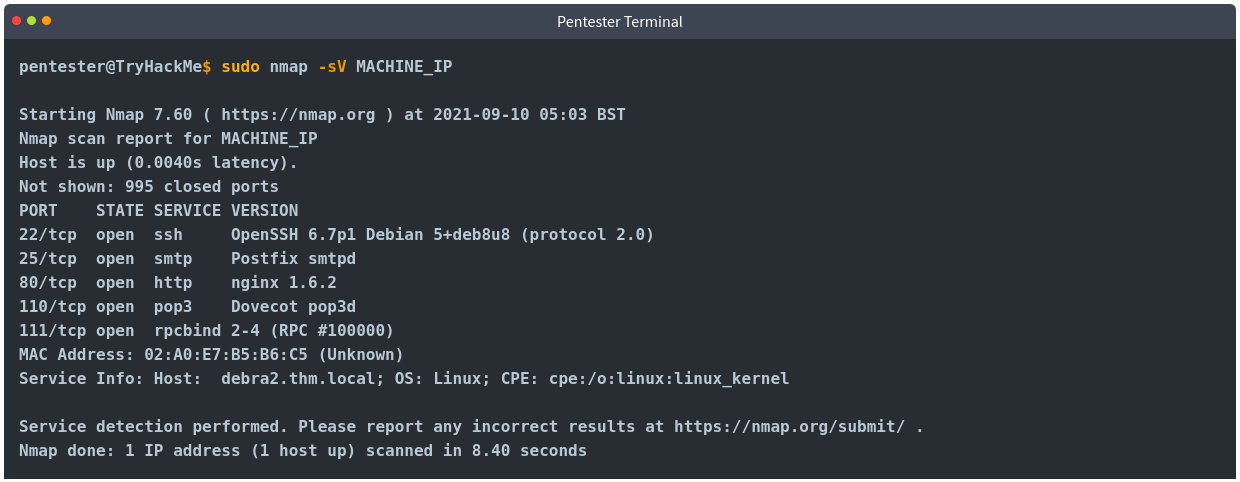 Pentester Terminal
pentester@TryHackMe$ sudo nmap -sV MACHINE_IP
Starting Nmap 7.60 ( https://nmap.org ) at 2021-09-10 05:03 BST
Nmap scan report for MACHINE_IP
Host is up (0.0040s latency).
Not shown: 995 closed ports
PORT    STATE SERVICE VERSION
22/tcp  open  ssh     OpenSSH 6.7p1 Debian 5+deb8u8 (protocol 2.0)
25/tcp  open  smtp    Postfix smtpd
80/tcp  open  http    nginx 1.6.2
110/tcp open  pop3    Dovecot pop3d
111/tcp open  rpcbind 2-4 (RPC #100000)
MAC Address: 02:A0:E7:B5:B6:C5 (Unknown)
Service Info: Host:  debra2.thm.local; OS: Linux; CPE: cpe:/o:linux:linux_kernel
Service detection performed. Please report any incorrect results at https://nmap.org/submit/ .
Nmap done: 1 IP address (1 host up) scanned in 8.40 seconds